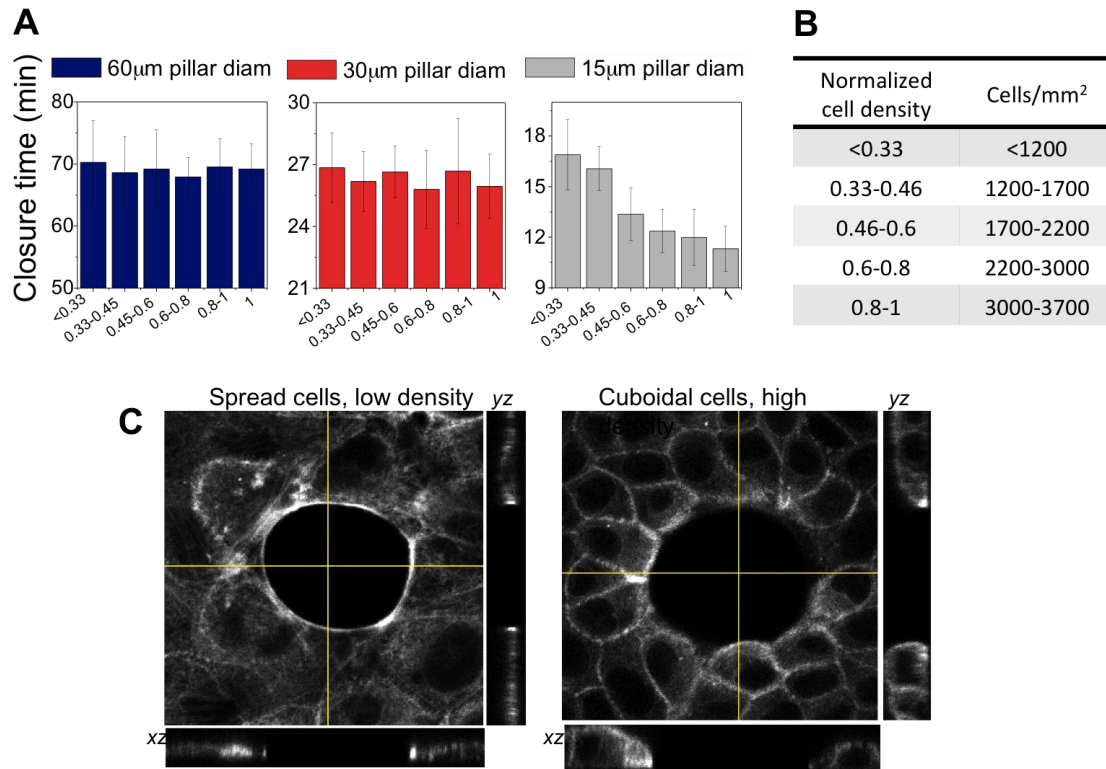 A
B
60μm pillar diam
30μm pillar diam
15μm pillar diam
Closure time (min)
80
70
60
50
<0.33
0.33-0.45
0.45-0.6
0.6-0.8
0.8-1
1
30
27
24
21
<0.33
0.33-0.45
0.45-0.6
0.6-0.8
0.8-1
1
18
15
12
9
<0.33
0.33-0.45
0.45-0.6
0.6-0.8
0.8-1
1
Normalized cell density Cells/mm²
<0.33 <1200
0.33-0.46 1200-1700
0.46-0.6 1700-2200
0.6-0.8 2200-3000
0.8-1 3000-3700
C
Spread cells, low density
yz
xz
Cuboidal cells, high
density
yz
xz